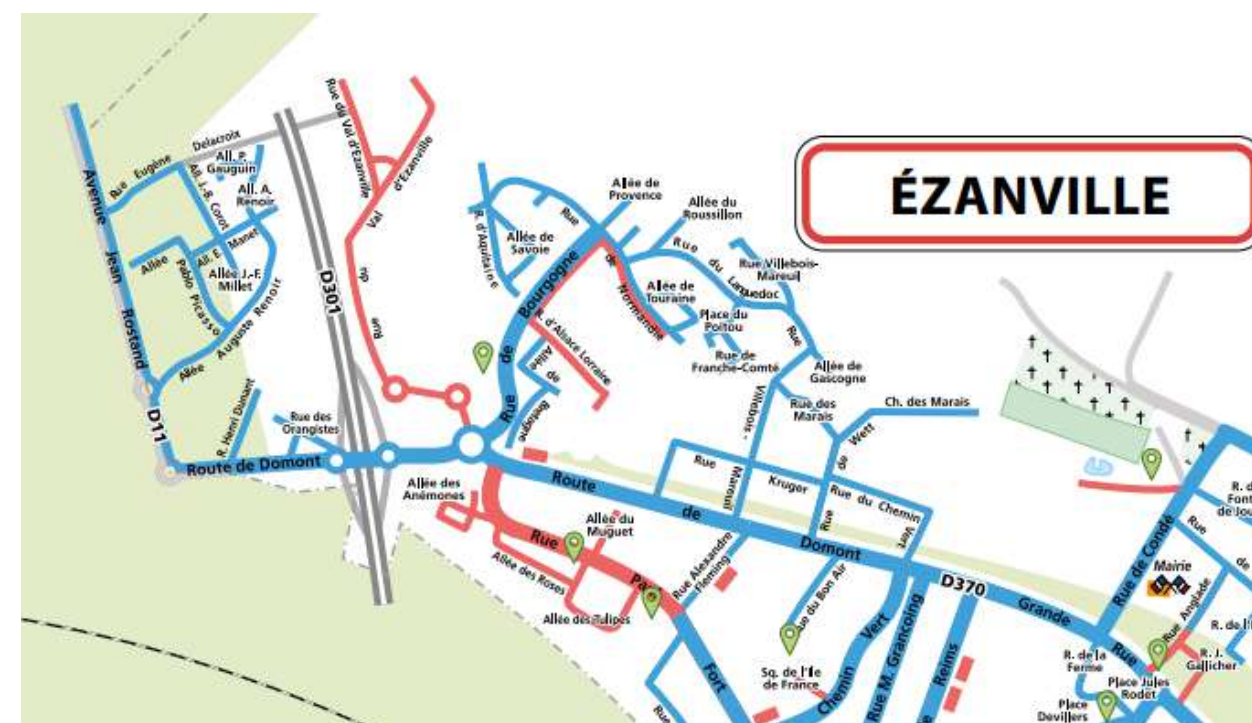 ÉZANVILLE
Avenue
Jean
Rostand
D11
Rue Eugène
Delacroix
All. P.
Gauguin
All. J.-B. Corot
All. A.
Renoir
All. E. Manet
Allée
Pablo Picasso
Allée J.-F.
Millet
Allée Auguste Renoir
D301
Rue du Val d'Ezanville
Rue du Val d'Ezanville
R. Henri Dunant
Rue des
Orangistes
Route de Domont
R. d'Aquitaine
Allée de
Savoie
Rue de Bourgogne
Rue de Normandie
Allée de
Provence
Allée du
Roussillon
Rue du Languedoc
Allée de
Touraine
Rue Villebois-
Mareuil
Place du
Poitou
Rue de
Franche-Comté
R. d'Alsace Lorraine
Allée de Bretagne
Rue
Villebois-
Mareuil
Allée de
Gascogne
Rue des
Marais
Ch. des Marais
Rue de Wett
Rue Kruger
Rue du Chemin Vert
Route de Domont
D370
Grande Rue
Allée des
Anémones
Allée du
Muguet
Rue
Allée des Roses
Allée des Tulipes
Rue Alexandre
Fleming
Rue du Bon Air
Sq. de l'Ile
de France
Fort
Rue
Chemin Vert
Rue M. Grancoing
Reims
Rue de Condé
Mairie
Rue Anglade
Rue
de
R. de la
Ferme
Place Jules
Rodet
R. J.
Gallicher
Place
Devillers